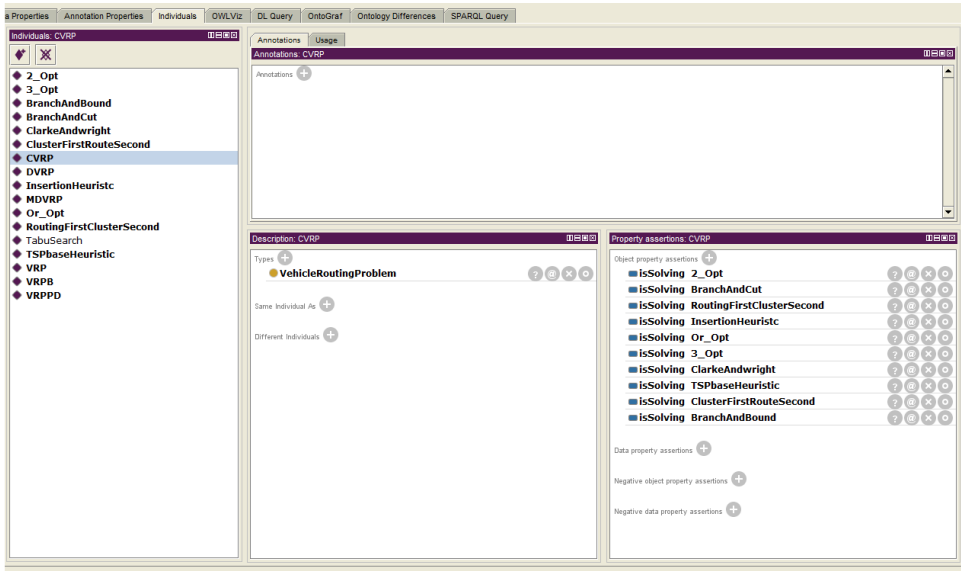 a Properties Annotation Properties Individuals OWLViz DL Query OntoGraf Ontology Differences SPARQL Query
Individuals: CVRP
2_Opt
3_Opt
BranchAndBound
BranchAndCut
ClarkeAndwright
ClusterFirstRouteSecond
CVRP
DVRP
InsertionHeuristc
MDVRP
Or_Opt
RoutingFirstClusterSecond
TabuSearch
TSPbaseHeuristic
VRP
VRPB
VRPPD
Annotations Usage
Annotations: CVRP
Annotations
Description: CVRP
Types
VehicleRoutingProblem
Same Individual As
Different Individuals
Property assertions: CVRP
Object property assertions
isSolving 2_Opt
isSolving BranchAndCut
isSolving RoutingFirstClusterSecond
isSolving InsertionHeuristc
isSolving Or_Opt
isSolving 3_Opt
isSolving ClarkeAndwright
isSolving TSPbaseHeuristic
isSolving ClusterFirstRouteSecond
isSolving BranchAndBound
Data property assertions
Negative object property assertions
Negative data property assertions